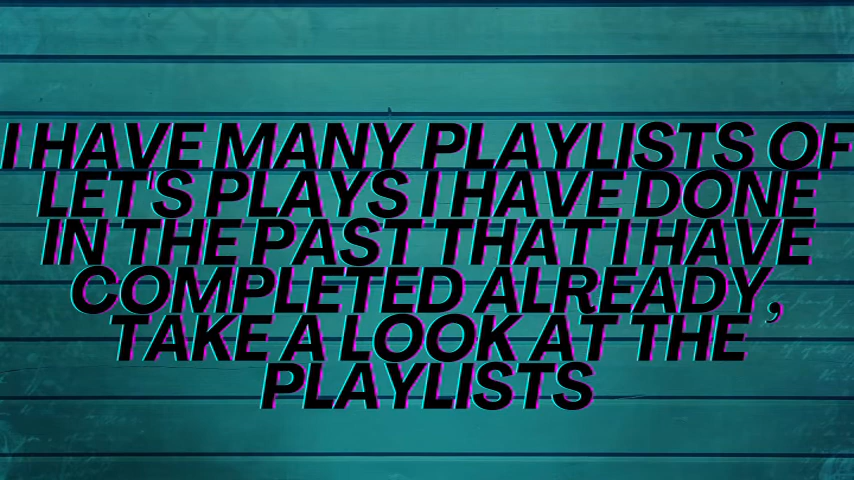 I HAVE MANY PLAYLISTS OF
LET'S PLAYS I HAVE DONE
IN THE PAST THAT I HAVE
COMPLETED ALREADY,
TAKE A LOOK AT THE
PLAYLISTS